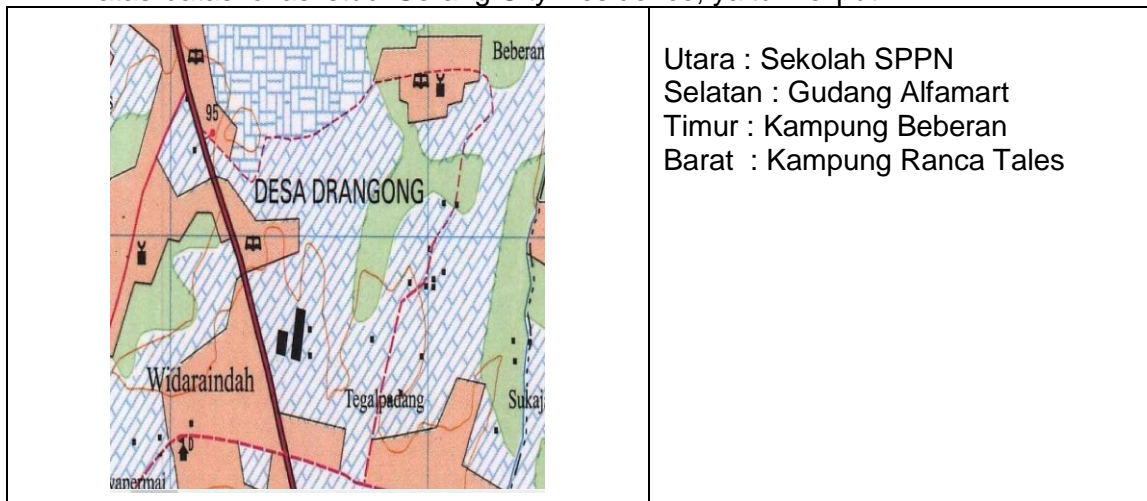 Utara : Sekolah SPPN
Selatan : Gudang Alfamart
Timur : Kampung Beberan
Barat  : Kampung Ranca Tales
Beberan
95
DESA DRANGONG
Widaraindah
Tegalpadang
Sukaj